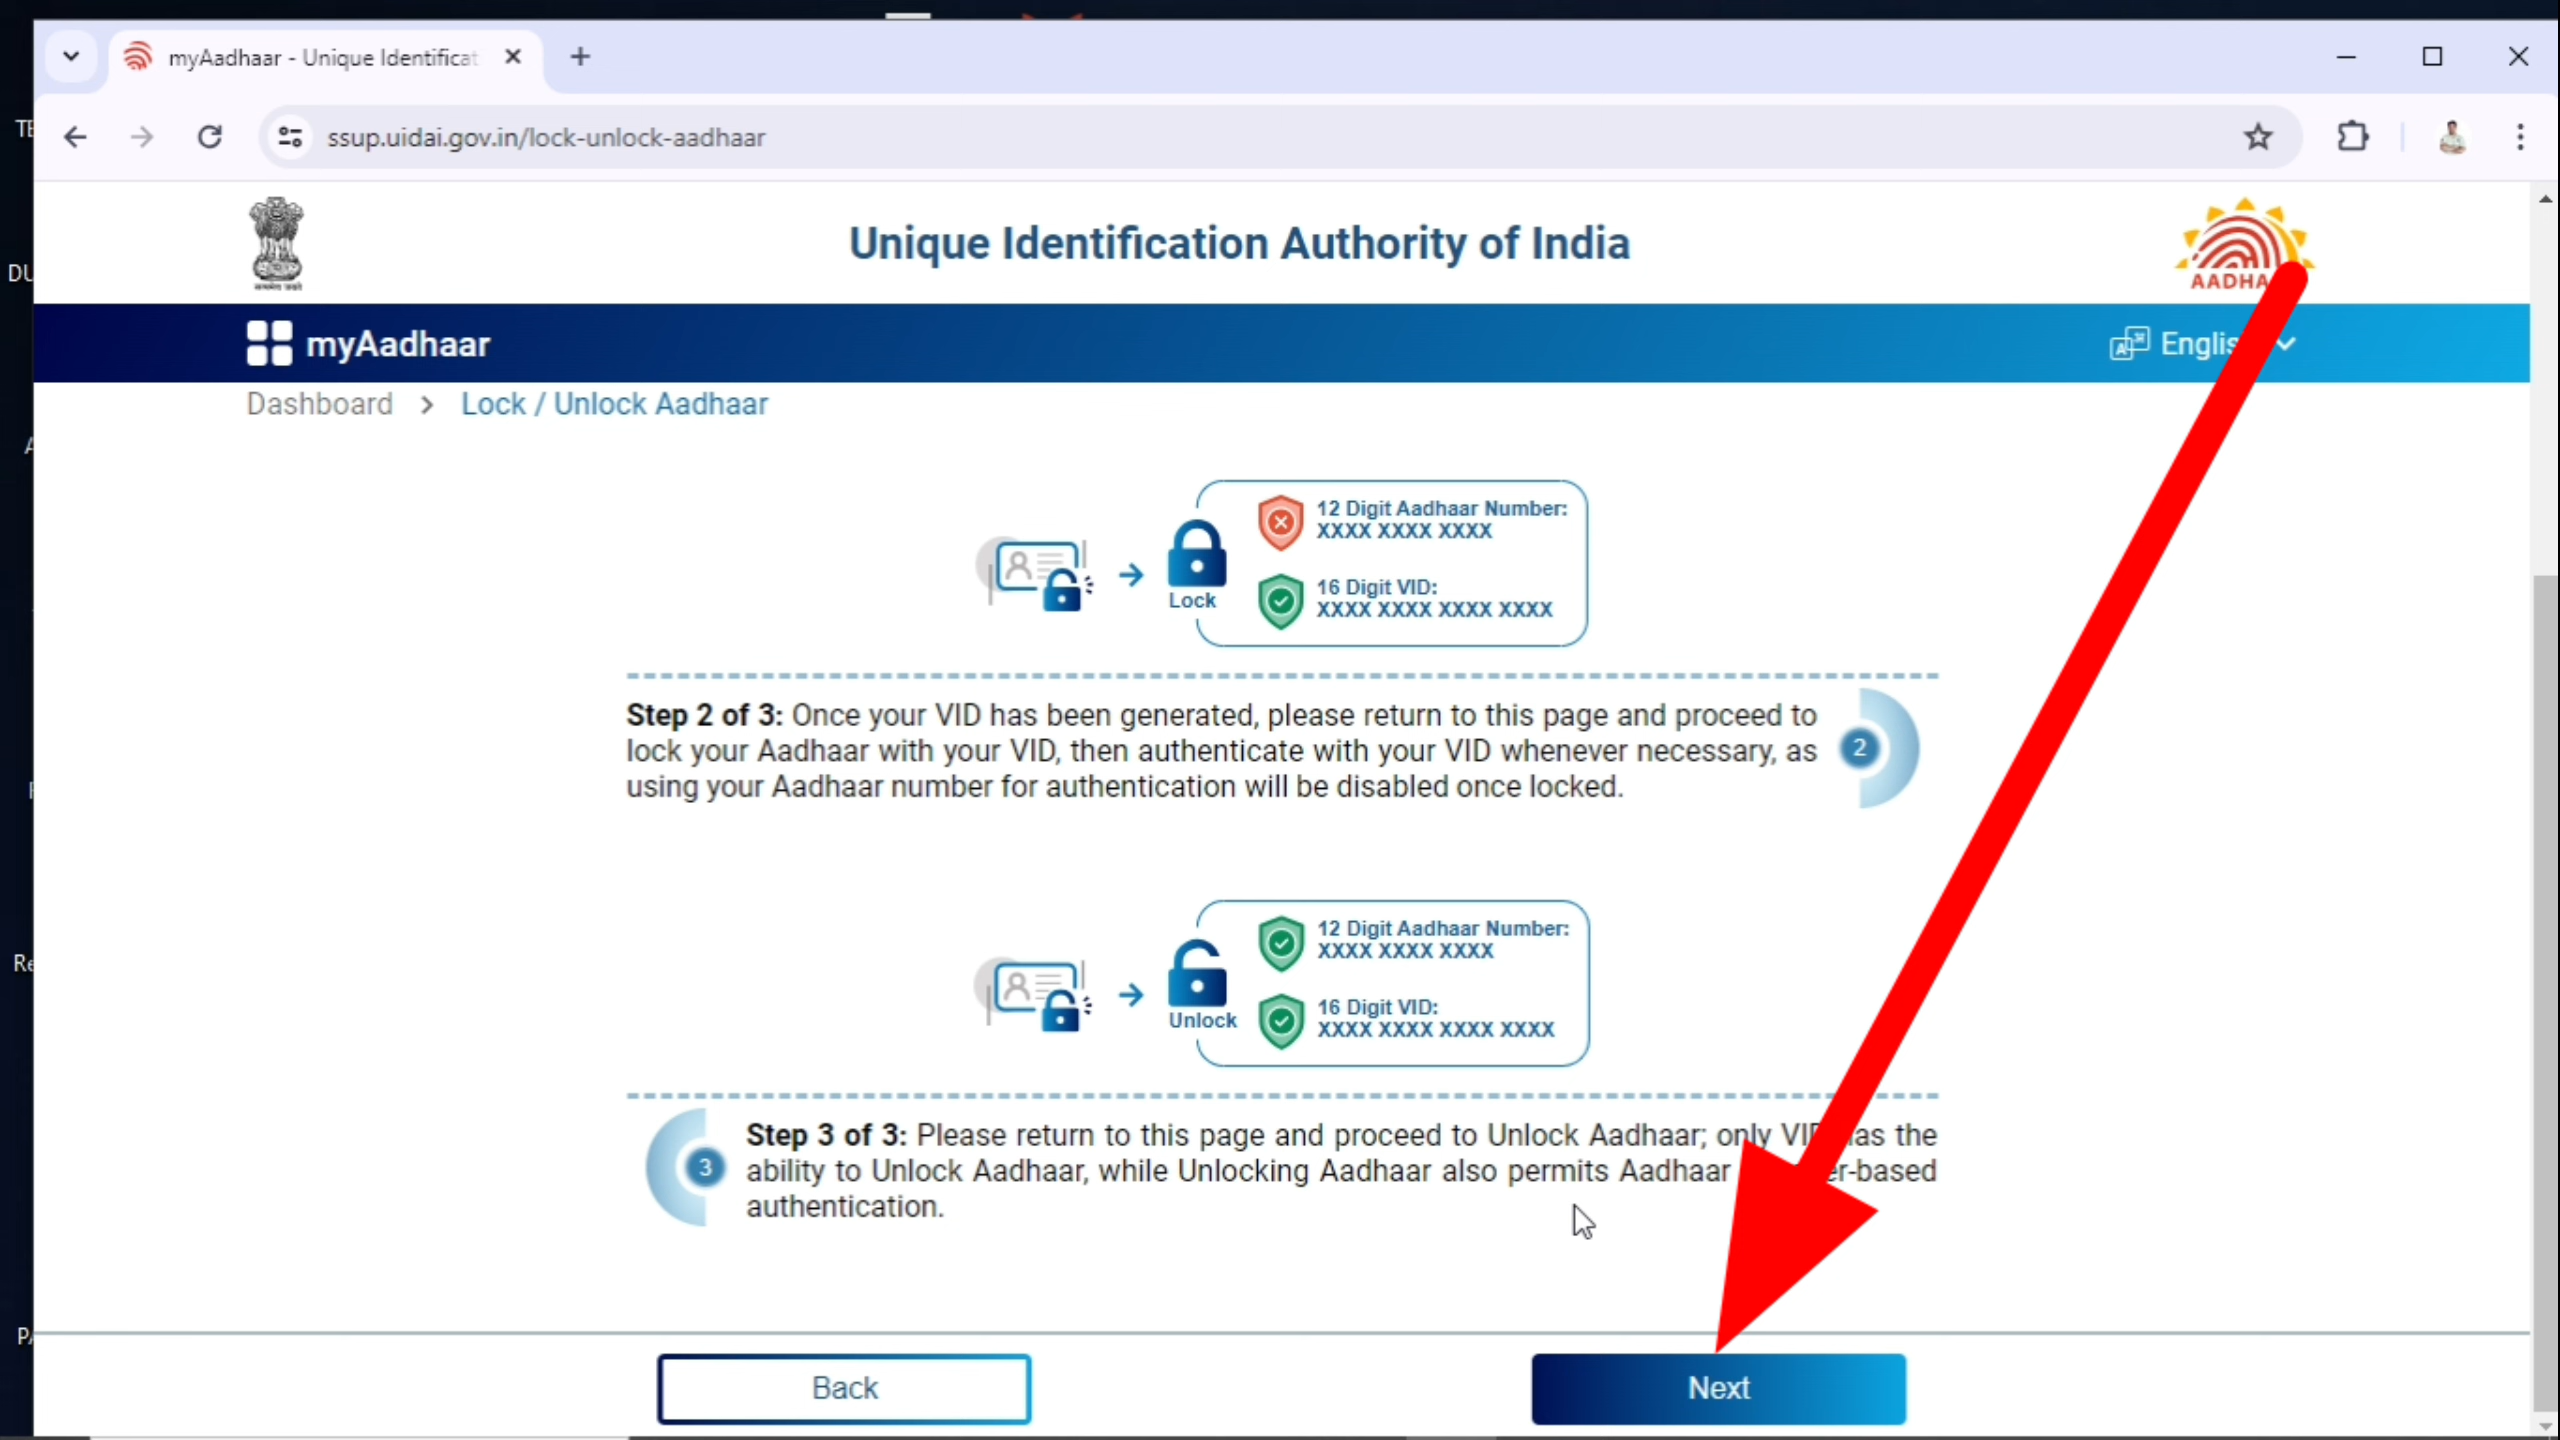 myAadhaar - Unique Identificat
ssup.uidai.gov.in/lock-unlock-aadhaar
Unique Identification Authority of India
myAadhaar
Dashboard > Lock / Unlock Aadhaar
12 Digit Aadhaar Number:
XXXX XXXX XXXX
16 Digit VID:
XXXX XXXX XXXX XXXX
Lock
Step 2 of 3: Once your VID has been generated, please return to this page and proceed to
lock your Aadhaar with your VID, then authenticate with your VID whenever necessary, as
using your Aadhaar number for authentication will be disabled once locked.
2
12 Digit Aadhaar Number:
XXXX XXXX XXXX
16 Digit VID:
XXXX XXXX XXXX XXXX
Unlock
3
Step 3 of 3: Please return to this page and proceed to Unlock Aadhaar; only the
ability to Unlock Aadhaar, while Unlocking Aadhaar also permits Aadhaar er-based
authentication.
Back
Next